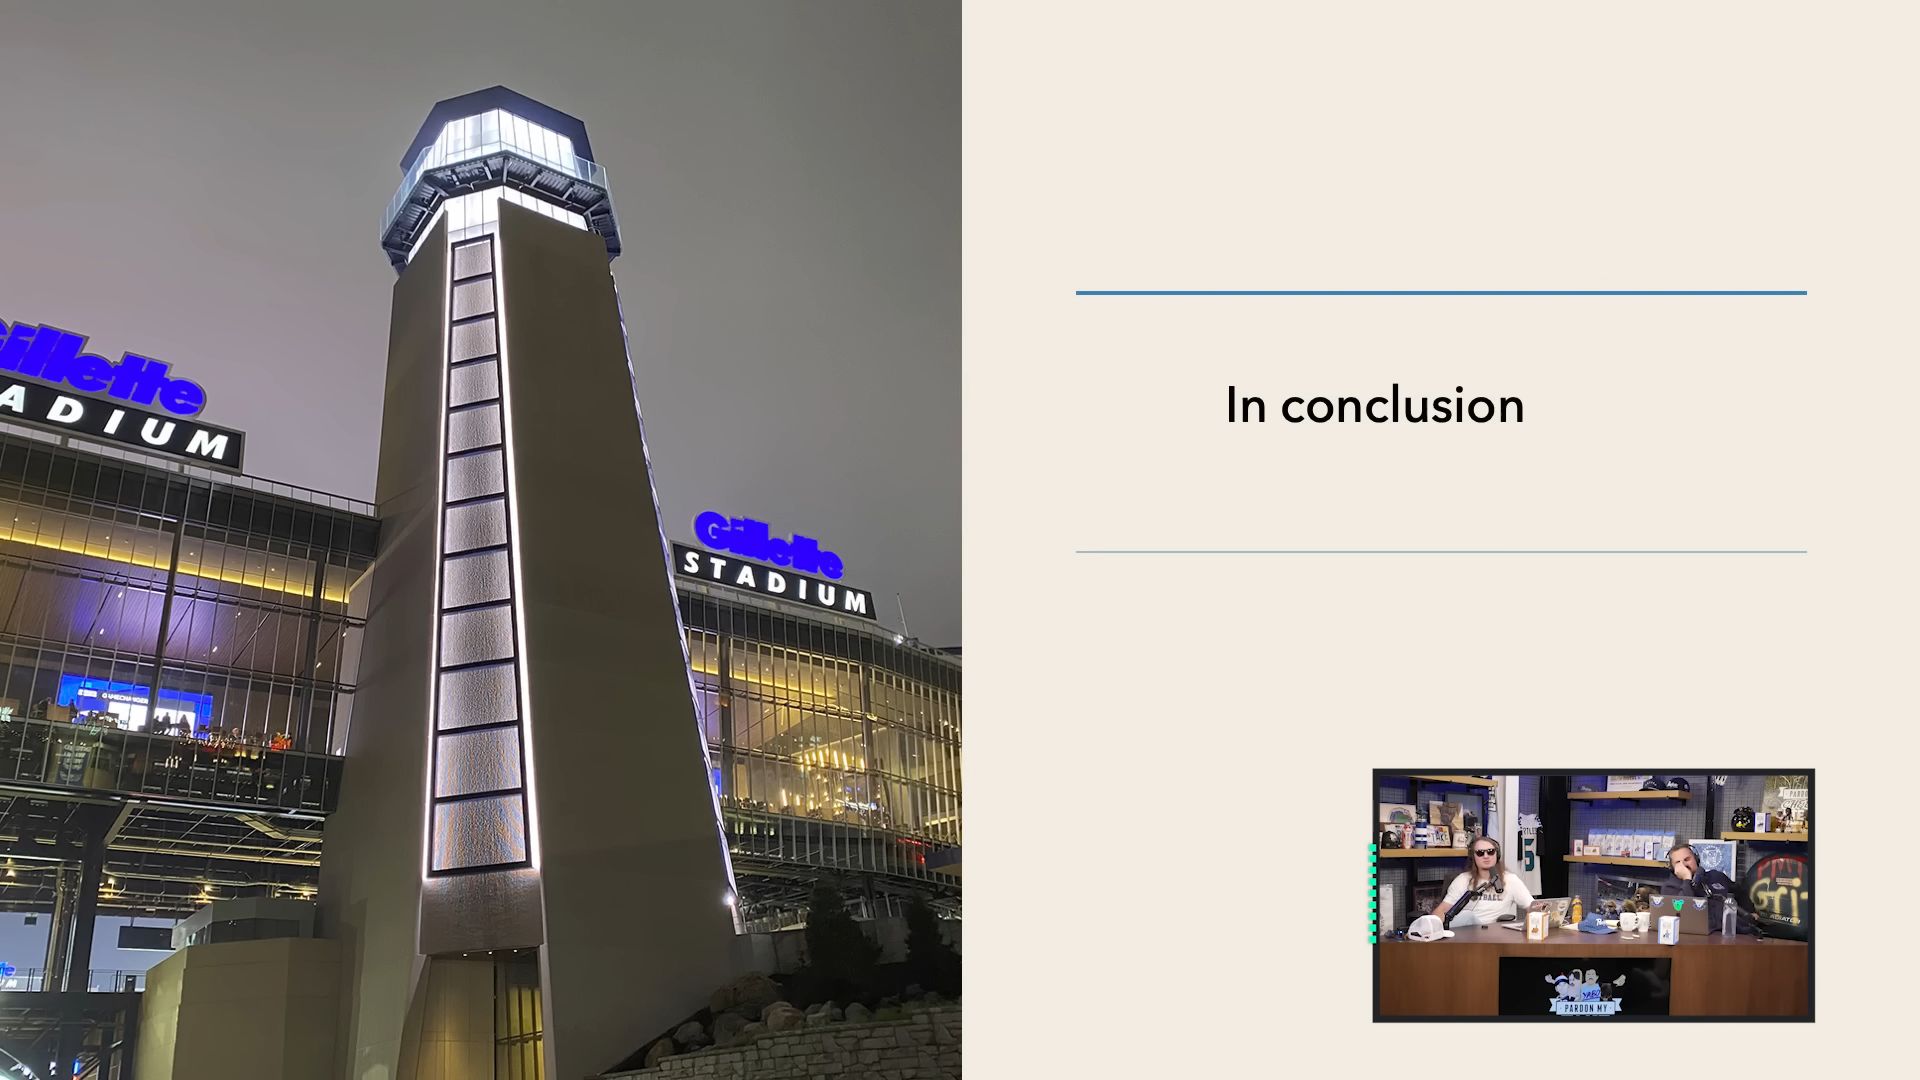 Gillette
STADIUM
Gillette
STADIUM
In conclusion
PARDON MY